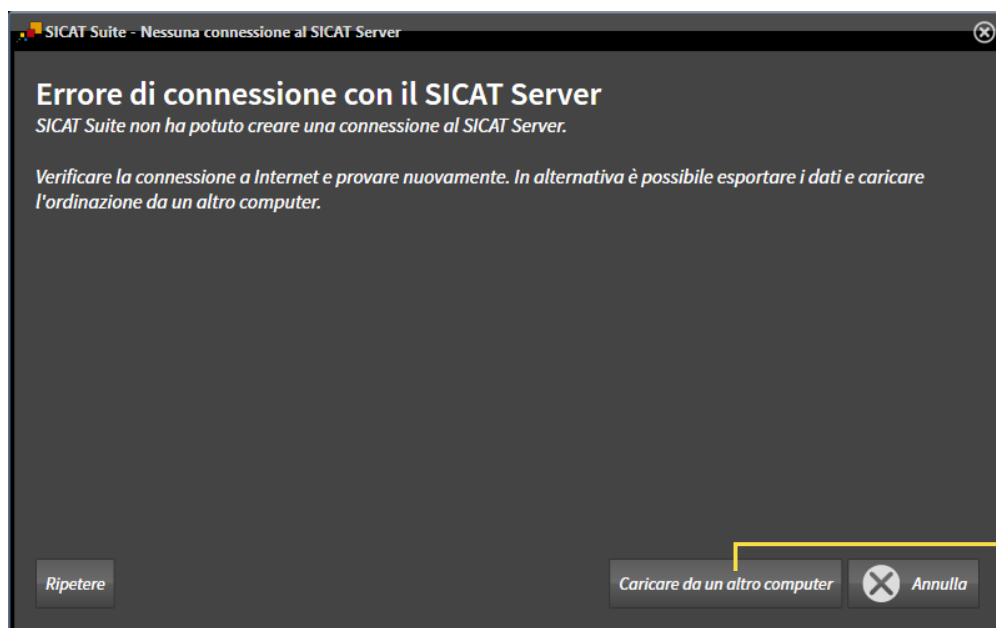 SICAT Suite - Nessuna connessione al SICAT Server
Errore di connessione con il SICAT Server
SICAT Suite non ha potuto creare una connessione al SICAT Server.
Verificare la connessione a Internet e provare nuovamente. In alternativa è possibile esportare i dati e caricare
l'ordinazione da un altro computer.
Ripetere
Caricare da un altro computer
Annulla